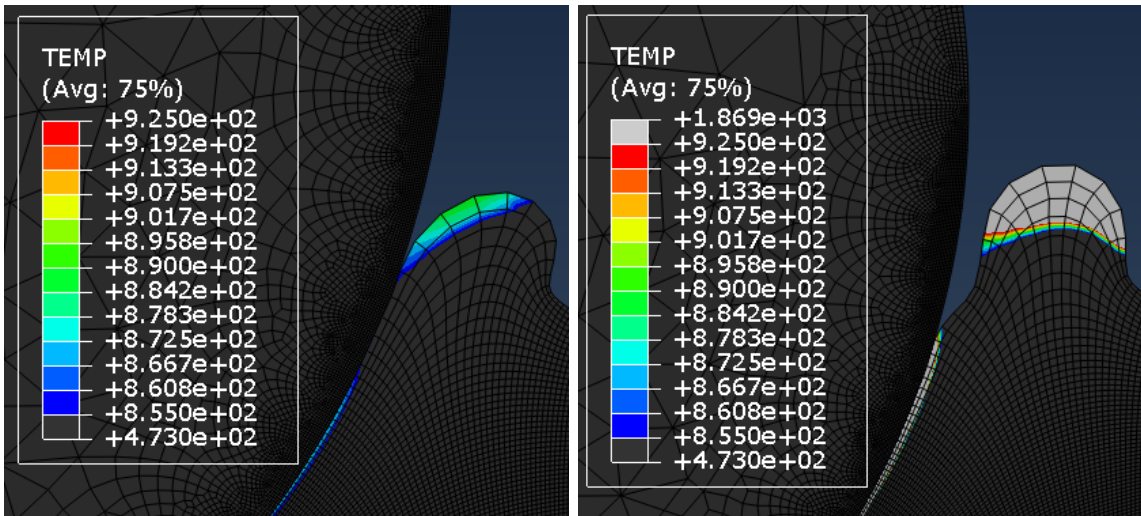 TEMP
(Avg: 75%)
+9.250e+02
+9.192e+02
+9.133e+02
+9.075e+02
+9.017e+02
+8.958e+02
+8.900e+02
+8.842e+02
+8.783e+02
+8.725e+02
+8.667e+02
+8.608e+02
+8.550e+02
+4.730e+02
TEMP
(Avg: 75%)
+1.869e+03
+9.250e+02
+9.192e+02
+9.133e+02
+9.075e+02
+9.017e+02
+8.958e+02
+8.900e+02
+8.842e+02
+8.783e+02
+8.725e+02
+8.667e+02
+8.608e+02
+8.550e+02
+4.730e+02